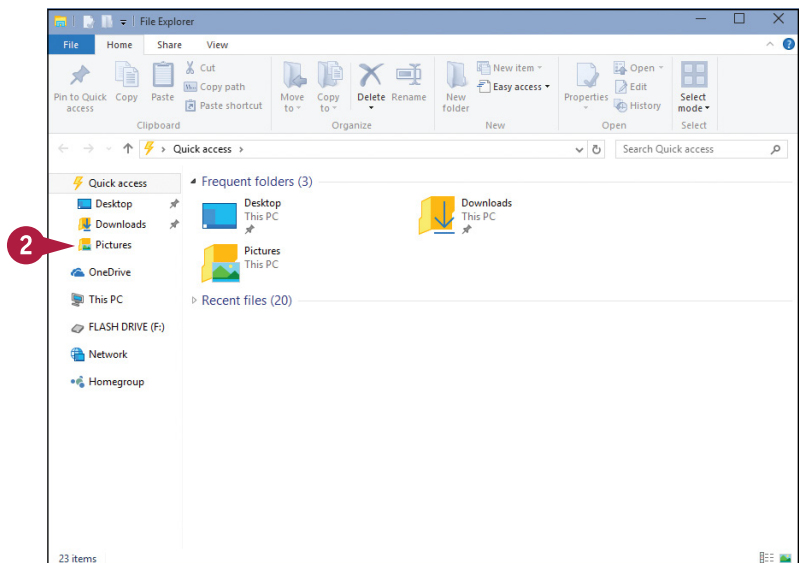 File Explorer
File Home Share View
Pin to Quick access
Copy
Paste
Cut
Copy path
Paste shortcut
Clipboard
Move to
Copy to
Delete
Rename
Organize
New folder
New item
Easy access
New
Properties
Open
Edit
History
Open
Select mode
Select
Quick access
Search Quick access
Quick access
Desktop
Downloads
2
Pictures
OneDrive
This PC
FLASH DRIVE (F:)
Network
Homegroup
Frequent folders (3)
Desktop
This PC
Downloads
This PC
Pictures
This PC
Recent files (20)
23 items